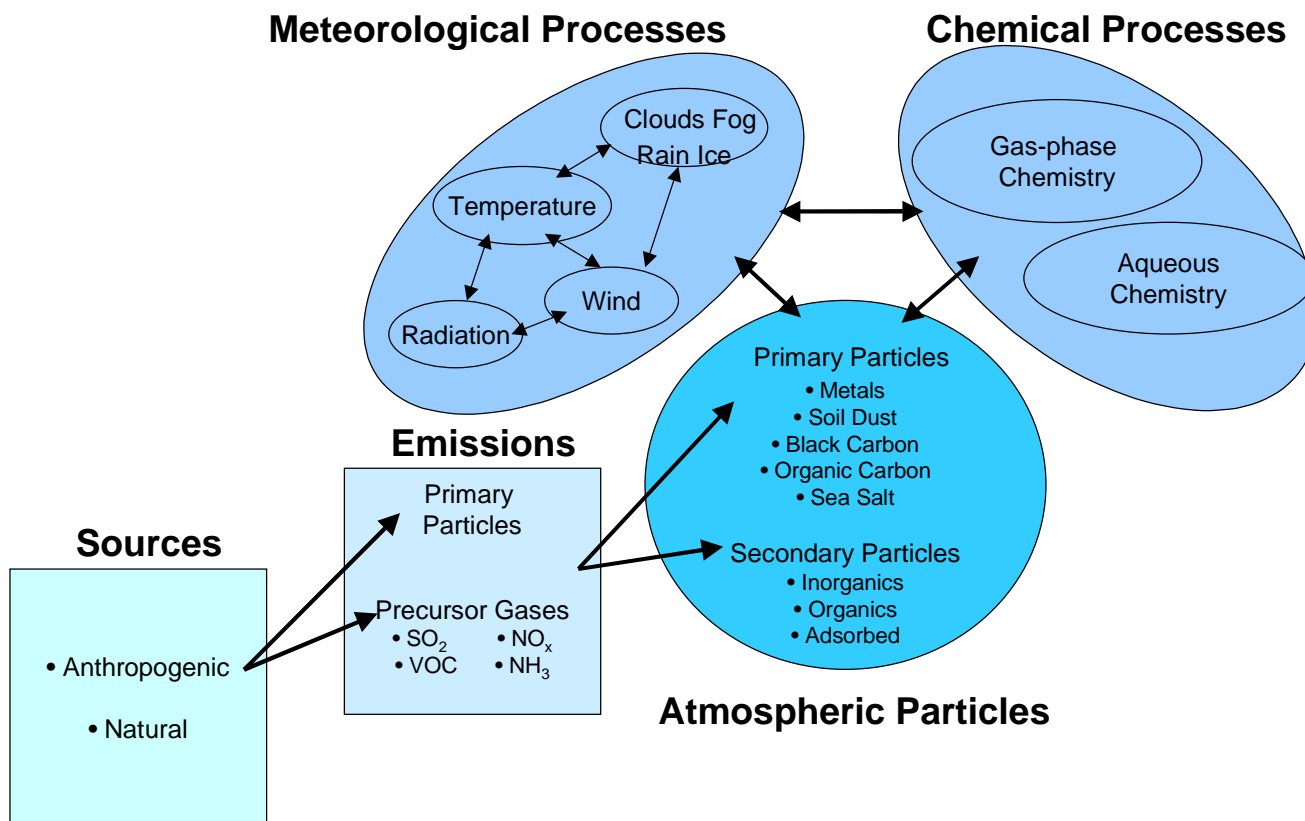 Meteorological Processes
Chemical Processes
Clouds Fog
Rain Ice
Temperature
Wind
Radiation
Gas-phase
Chemistry
Aqueous
Chemistry
Emissions
Primary
Particles
Precursor Gases
• SO₂ • NOₓ
• VOC • NH₃
Sources
• Anthropogenic
• Natural
Primary Particles
• Metals
• Soil Dust
• Black Carbon
• Organic Carbon
• Sea Salt
Secondary Particles
• Inorganics
• Organics
• Adsorbed
Atmospheric Particles